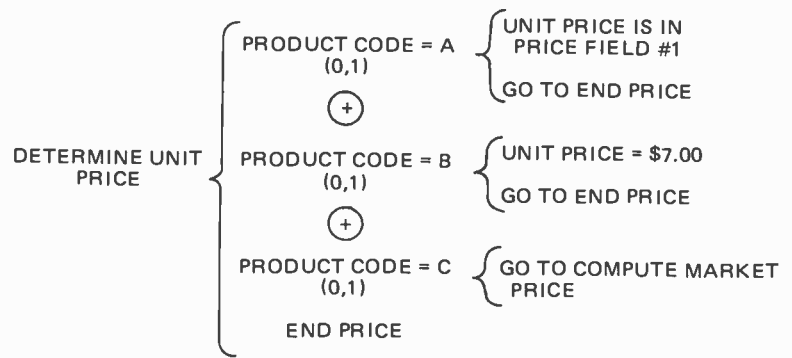 PRODUCT CODE = A
(0,1)
UNIT PRICE IS IN
PRICE FIELD #1
GO TO END PRICE
+
DETERMINE UNIT
PRICE
PRODUCT CODE = B
(0,1)
UNIT PRICE = $7.00
GO TO END PRICE
+
PRODUCT CODE = C
(0,1)
GO TO COMPUTE MARKET
PRICE
END PRICE